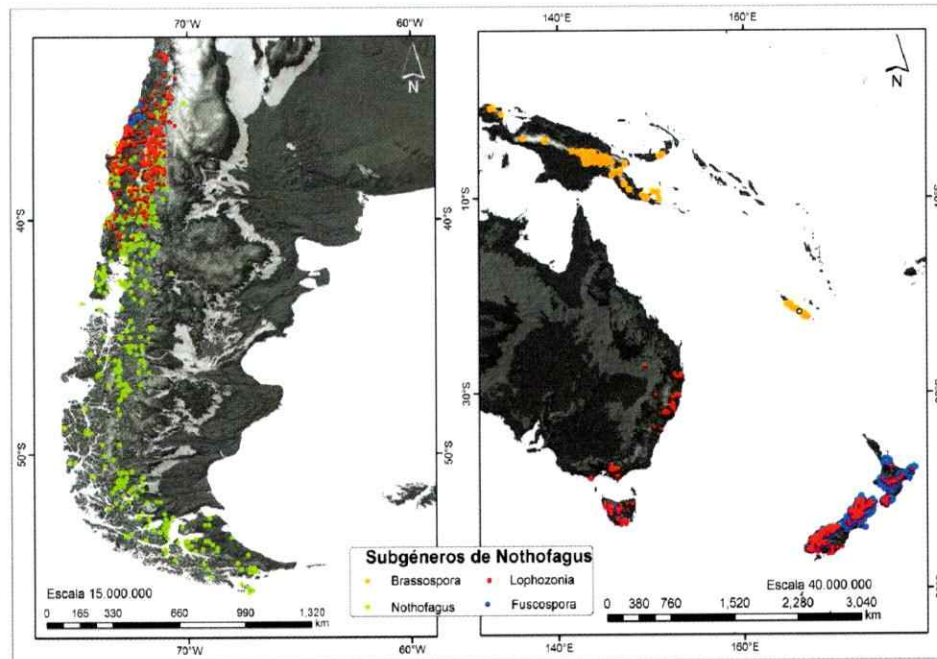 70°W 60°W
N
40°S
50°S
40°S
50°S
Escala 15.000.000
0 165 330 660 990 1,320
km
70°W 60°W
140°E 160°E
N
10°S
30°S
10°S
140°E 160°E
Subgéneros de Nothofagus
Brassospora Lophozonia
Nothofagus Fuscospora
Escala 40.000.000
0 380 760 1,520 2,280 3,040
km